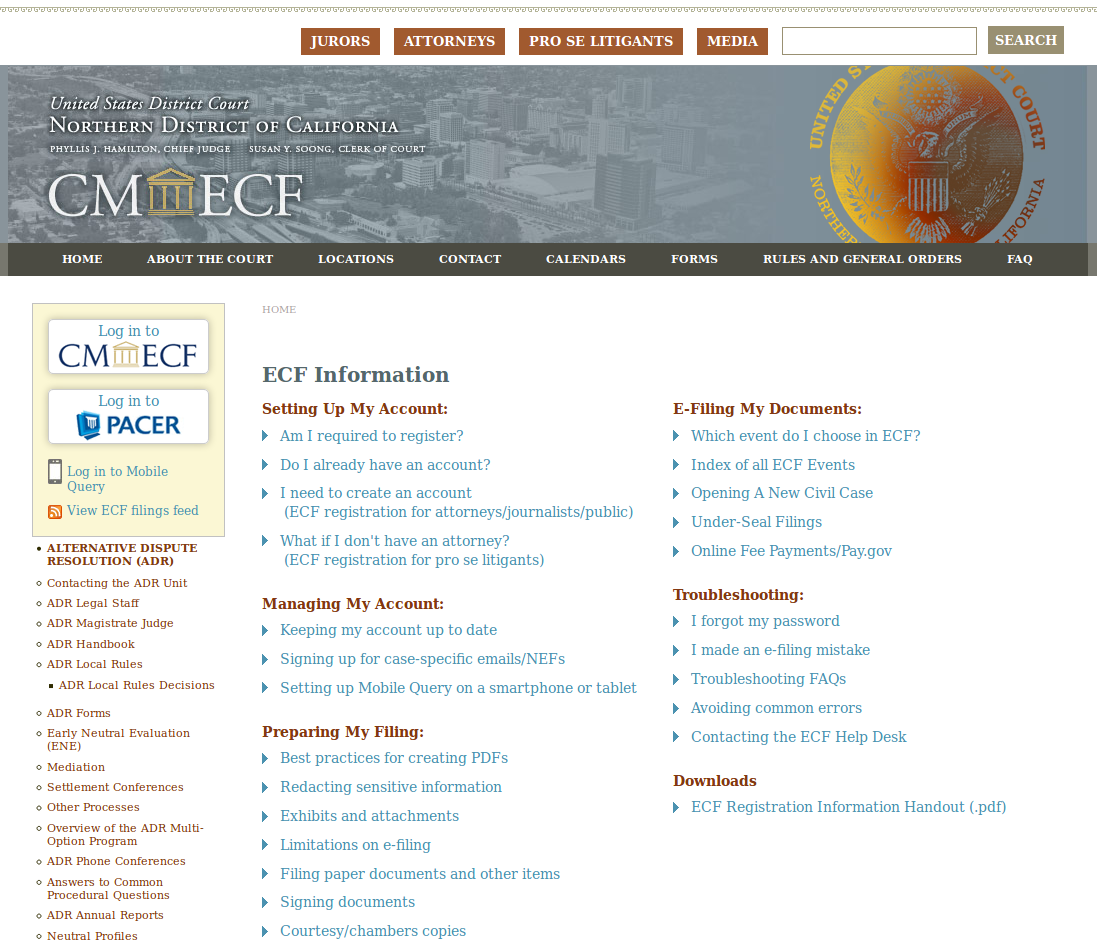 JURORS ATTORNEYS PRO SE LITIGANTS MEDIA SEARCH
United States District Court
NORTHERN DISTRICT OF CALIFORNIA
PHYLLIS J. HAMILTON, CHIEF JUDGE SUSAN Y. SOONG, CLERK OF COURT
CM ECF
HOME ABOUT THE COURT LOCATIONS CONTACT CALENDARS FORMS RULES AND GENERAL ORDERS FAQ
Log in to
CM ECF
Log in to
PACER
Log in to Mobile
Query
View ECF filings feed
ALTERNATIVE DISPUTE
RESOLUTION (ADR)
Contacting the ADR Unit
ADR Legal Staff
ADR Magistrate Judge
ADR Handbook
ADR Local Rules
ADR Local Rules Decisions
ADR Forms
Early Neutral Evaluation
(ENE)
Mediation
Settlement Conferences
Other Processes
Overview of the ADR Multi-
Option Program
ADR Phone Conferences
Answers to Common
Procedural Questions
ADR Annual Reports
Neutral Profiles
HOME
ECF Information
Setting Up My Account:
Am I required to register?
Do I already have an account?
I need to create an account
(ECF registration for attorneys/journalists/public)
What if I don't have an attorney?
(ECF registration for pro se litigants)
Managing My Account:
Keeping my account up to date
Signing up for case-specific emails/NEFs
Setting up Mobile Query on a smartphone or tablet
Preparing My Filing:
Best practices for creating PDFs
Redacting sensitive information
Exhibits and attachments
Limitations on e-filing
Filing paper documents and other items
Signing documents
Courtesy/chambers copies
E-Filing My Documents:
Which event do I choose in ECF?
Index of all ECF Events
Opening A New Civil Case
Under-Seal Filings
Online Fee Payments/Pay.gov
Troubleshooting:
I forgot my password
I made an e-filing mistake
Troubleshooting FAQs
Avoiding common errors
Contacting the ECF Help Desk
Downloads
ECF Registration Information Handout (.pdf)